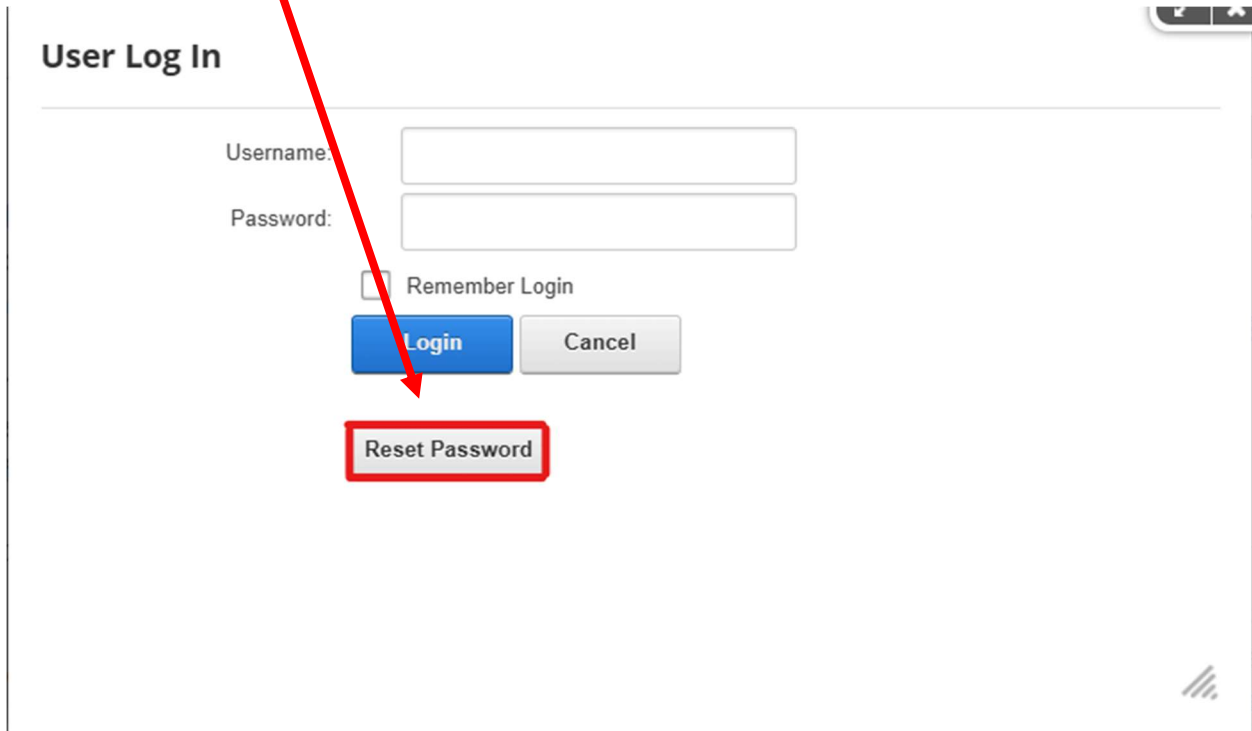 User Log In
Username:
Password:
Remember Login
Login Cancel
Reset Password